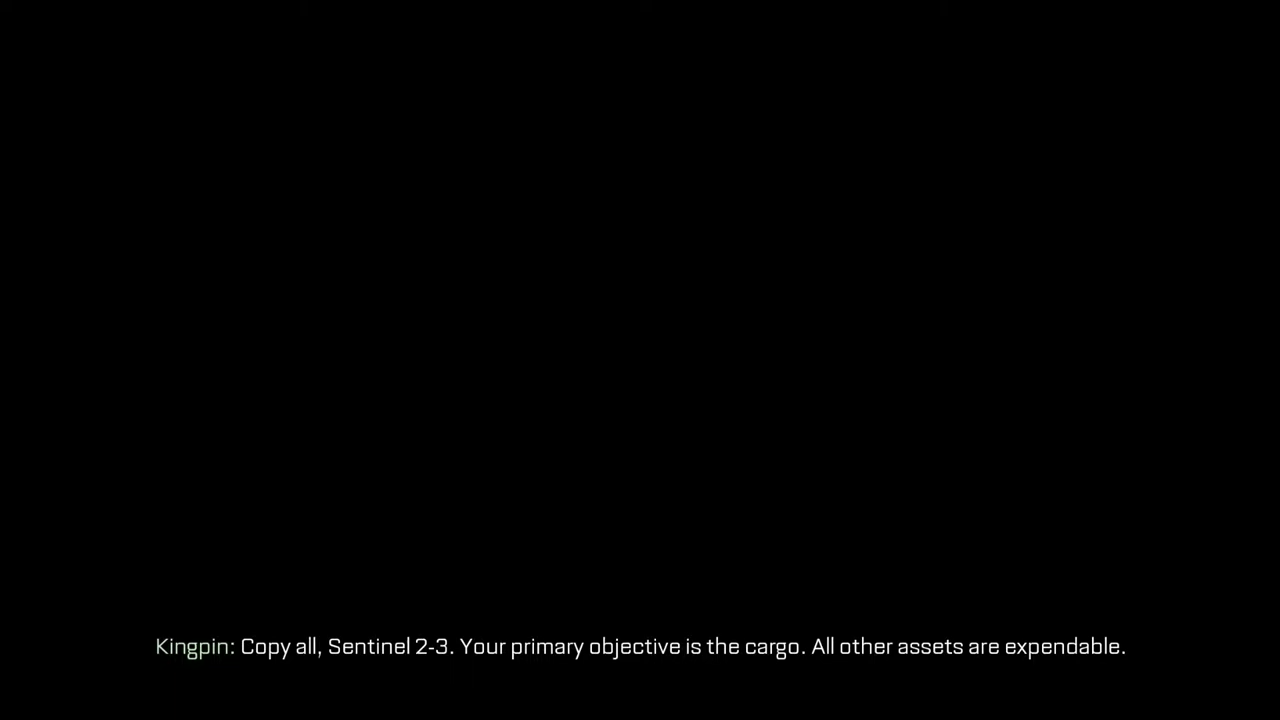 Kingpin: Copy all, Sentinel 2-3. Your primary objective is the cargo. All other assets are expendable.